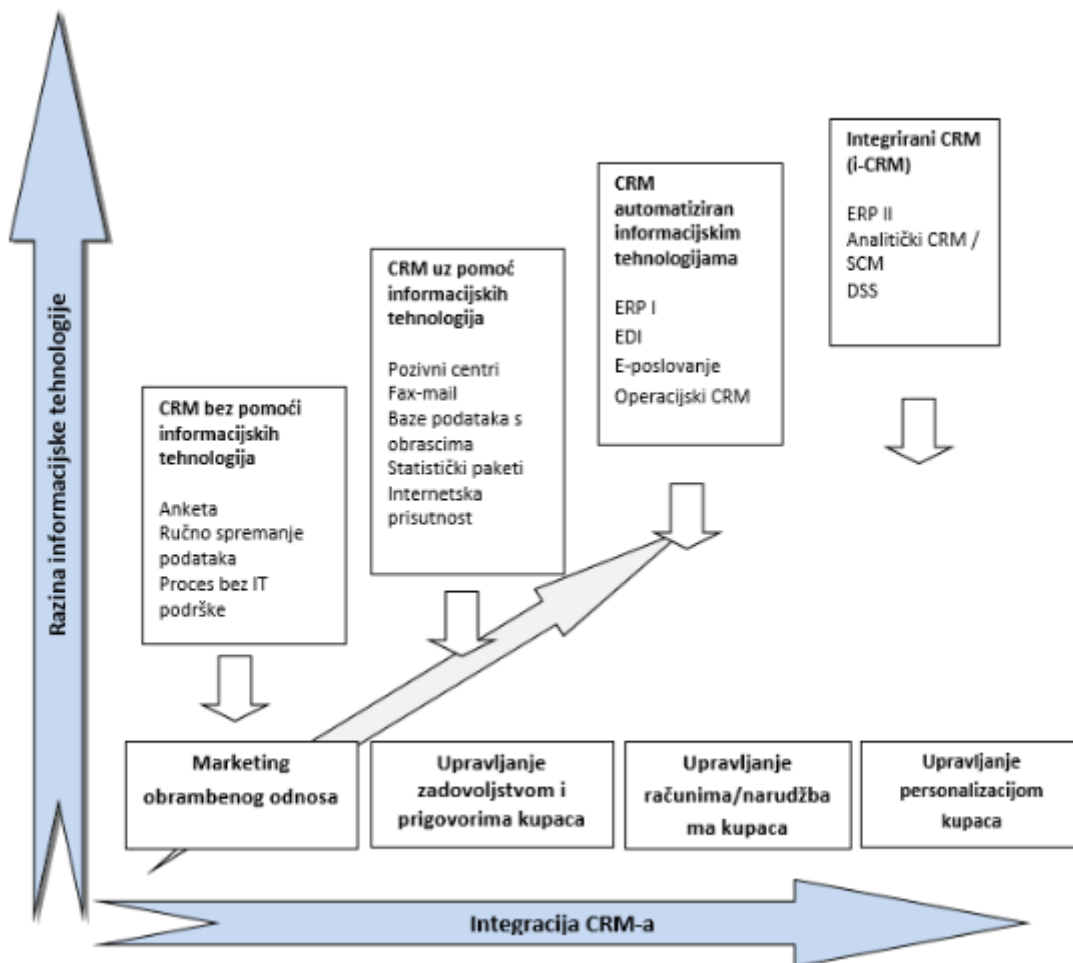 Razina informacijske tehnologije
CRM bez pomoći
informacijskih
tehnologija
Anketa
Ručno spremanje
podataka
Proces bez IT
podrške
CRM uz pomoć
informacijskih
tehnologija
Pozivni centri
Fax-mail
Baze podataka s
obrascima
Statistički paketi
Internetska
prisutnost
CRM
automatiziran
informacijskim
tehnologijama
ERP I
EDI
E-poslovanje
Operacijski CRM
Integrirani CRM
(i-CRM)
ERP II
Analitički CRM /
SCM
DSS
Marketing
obrambenog odnosa
Upravljanje
zadovoljstvom i
prigovorima kupaca
Upravljanje
računima/narudžba
ma kupaca
Upravljanje
personalizacijom
kupaca
Integracija CRM-a